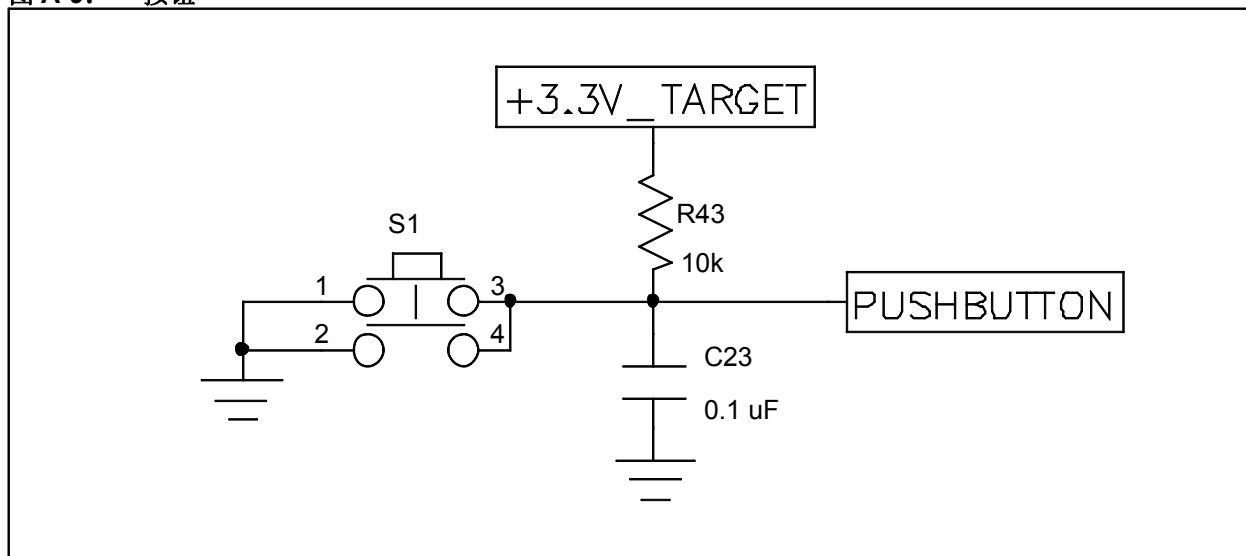 +3.3V_TARGET
R43
10k
S1
1
3
2
4
PUSHBUTTON
C23
0.1 uF